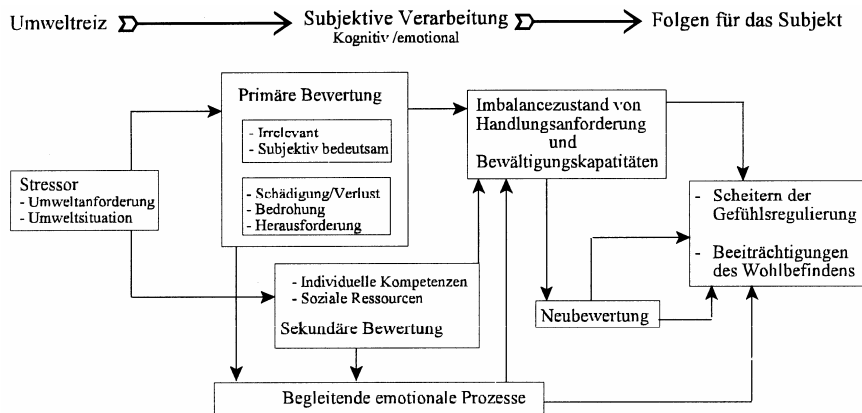 Umweltreiz
Subjektive Verarbeitung
Kognitiv /emotional
Folgen für das Subjekt
Primäre Bewertung
- Irrelevant
- Subjektiv bedeutsam
- Schädigung/Verlust
- Bedrohung
- Herausforderung
Imbalancezustand von
Handlungsanforderung
und
Bewältigungskapatitäten
Stressor
- Umweltanforderung
- Umweltsituation
- Scheitern der
Gefühlsregulierung
- Beeiträchtigungen
des Wohlbefindens
- Individuelle Kompetenzen
- Soziale Ressourcen
Sekundäre Bewertung
Neubewertung
Begleitende emotionale Prozesse